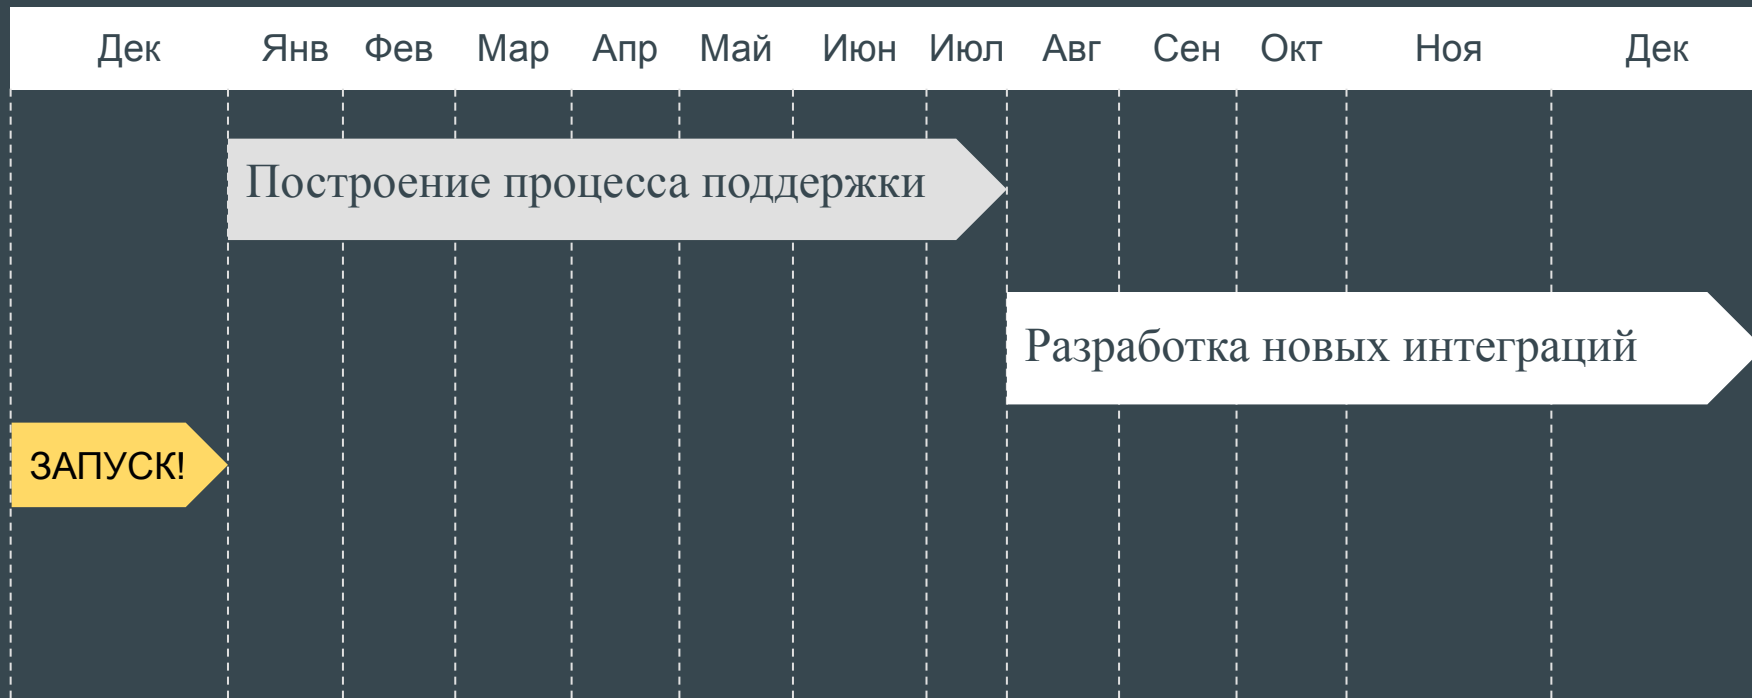 Дек Янв Фев Мар Апр Май Июн Июл Авг Сен Окт Ноя Дек
Построение процесса поддержки
Разработка новых интеграций
ЗАПУСК!